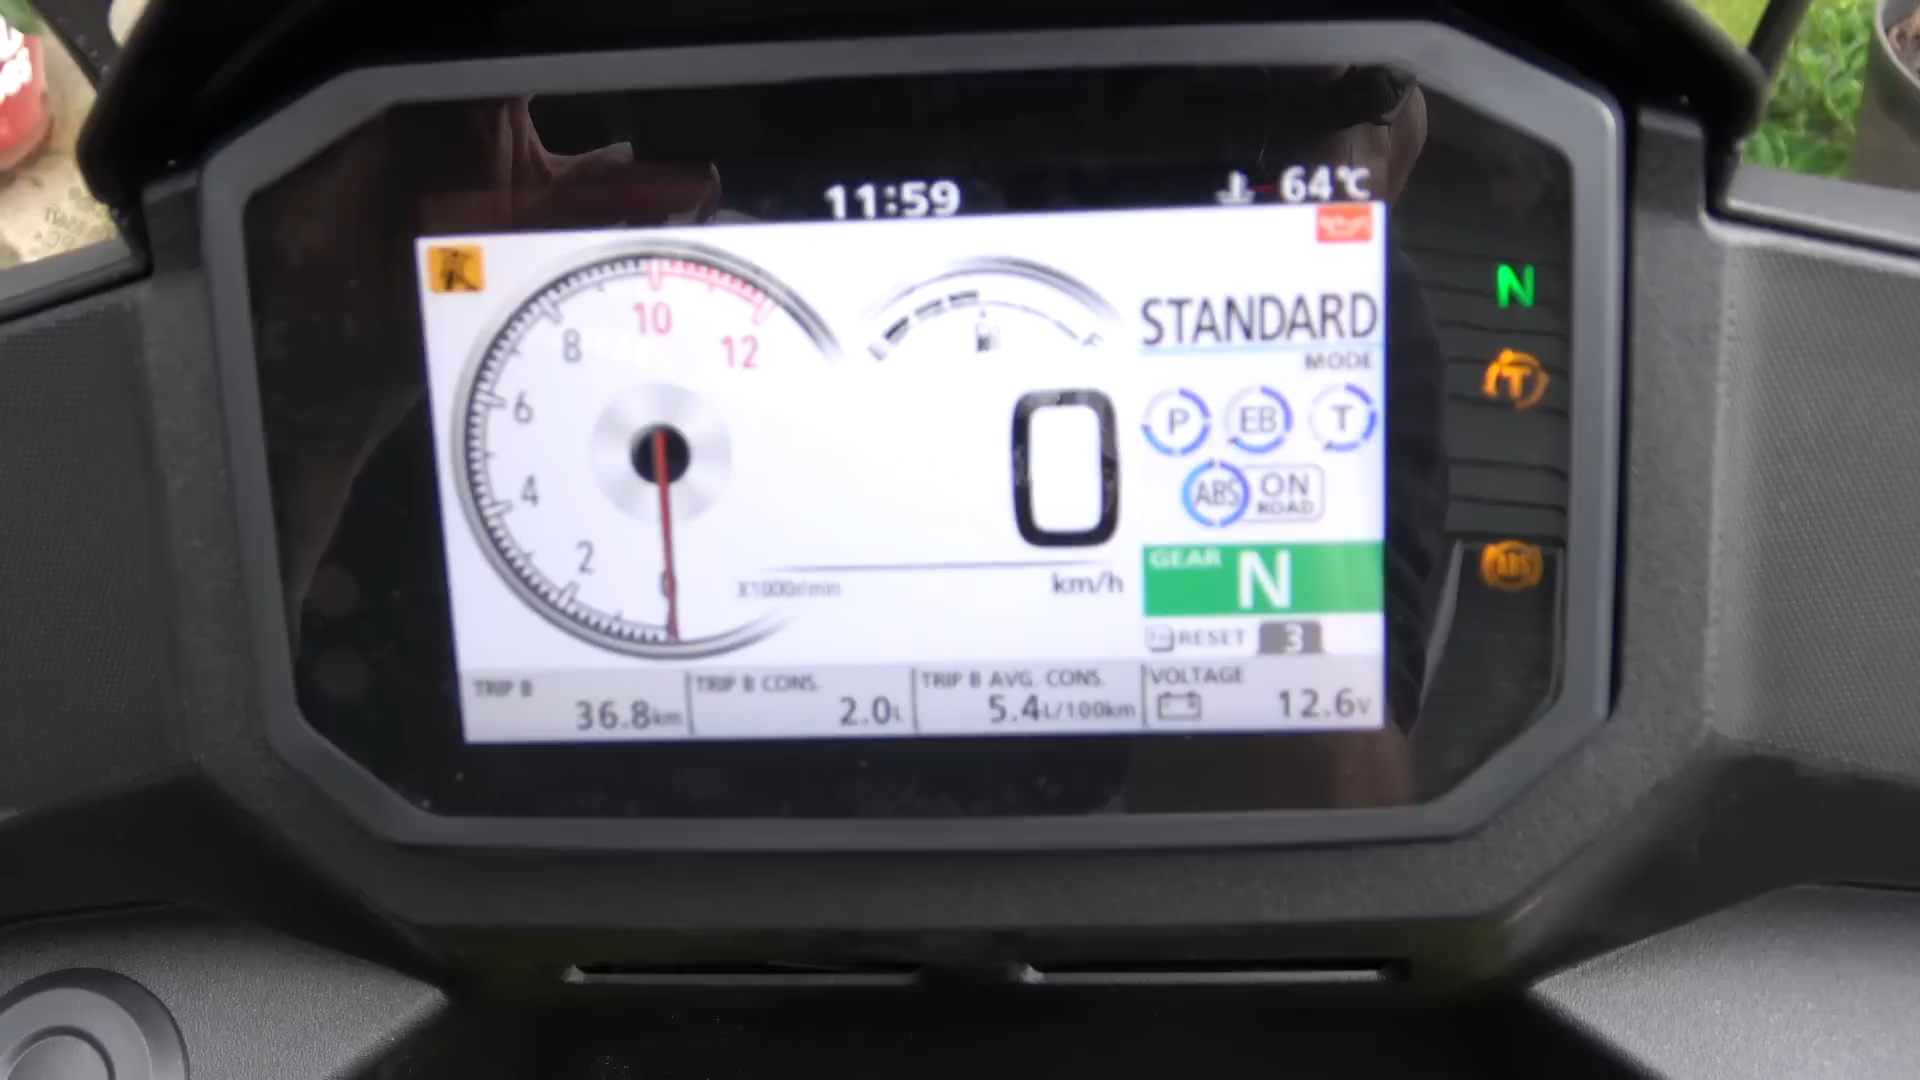 11:59
64℃
10
12
8
6
4
2
0
X1000r/min
0
km/h
STANDARD
MODE
P
EB
T
ABS
ON
ROAD
GEAR
N
RESET
3
TRIP B
36.8km
TRIP B CONS.
2.0L
TRIP B AVG. CONS.
5.4L/100km
VOLTAGE
12.6V
N
T
ABS